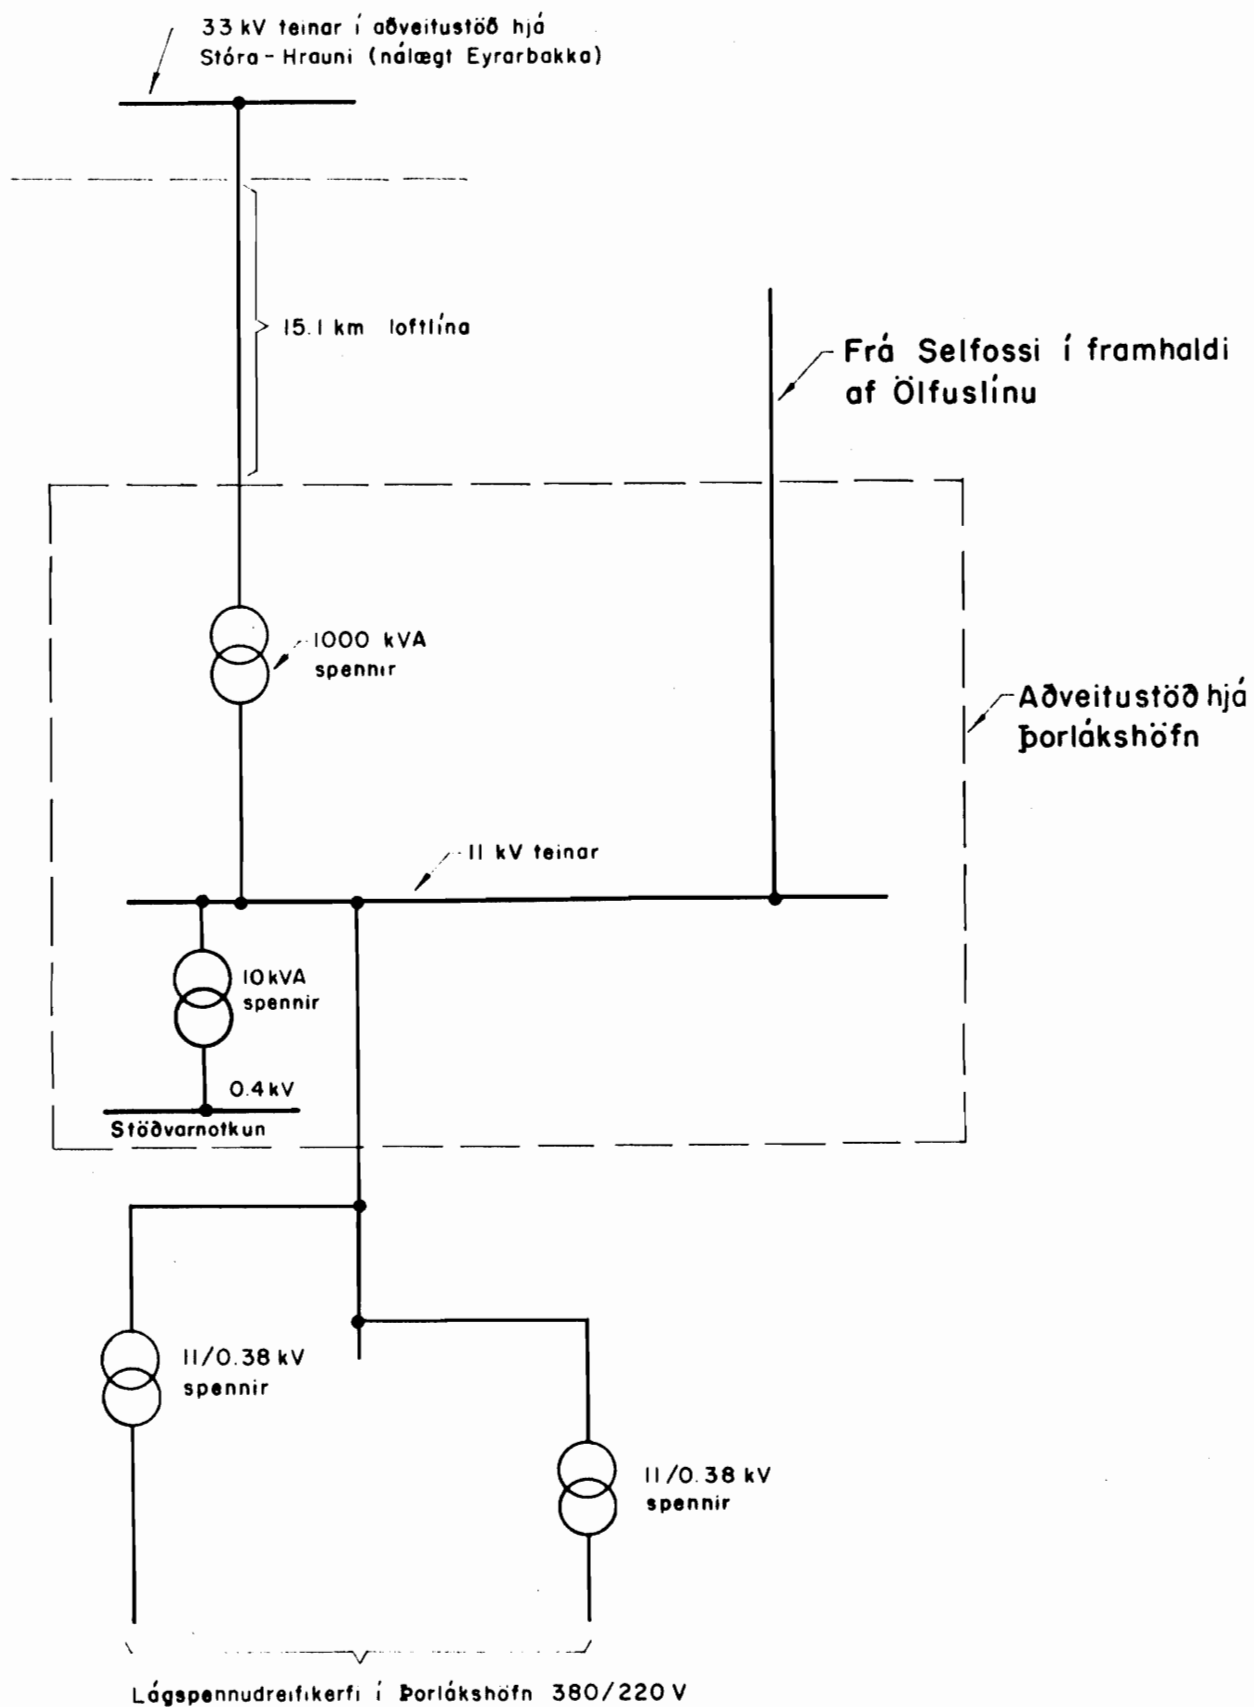 33 kV teinar í aðveitustöð hjá
Stóra-Hrauni (nálægt Eyrarbakka)
15.1 km loftlína
Frá Selfossi í framhaldi
af Ölfuslínu
1000 kVA
spennir
Aðveitustöð hjá
Þorlákshöfn
11 kV teinar
10 kVA
spennir
0.4 kV
Stöðvarnotkun
11/0.38 kV
spennir
11/0.38 kV
spennir
Lágspennudreifikerfi í Þorlákshöfn 380/220 V